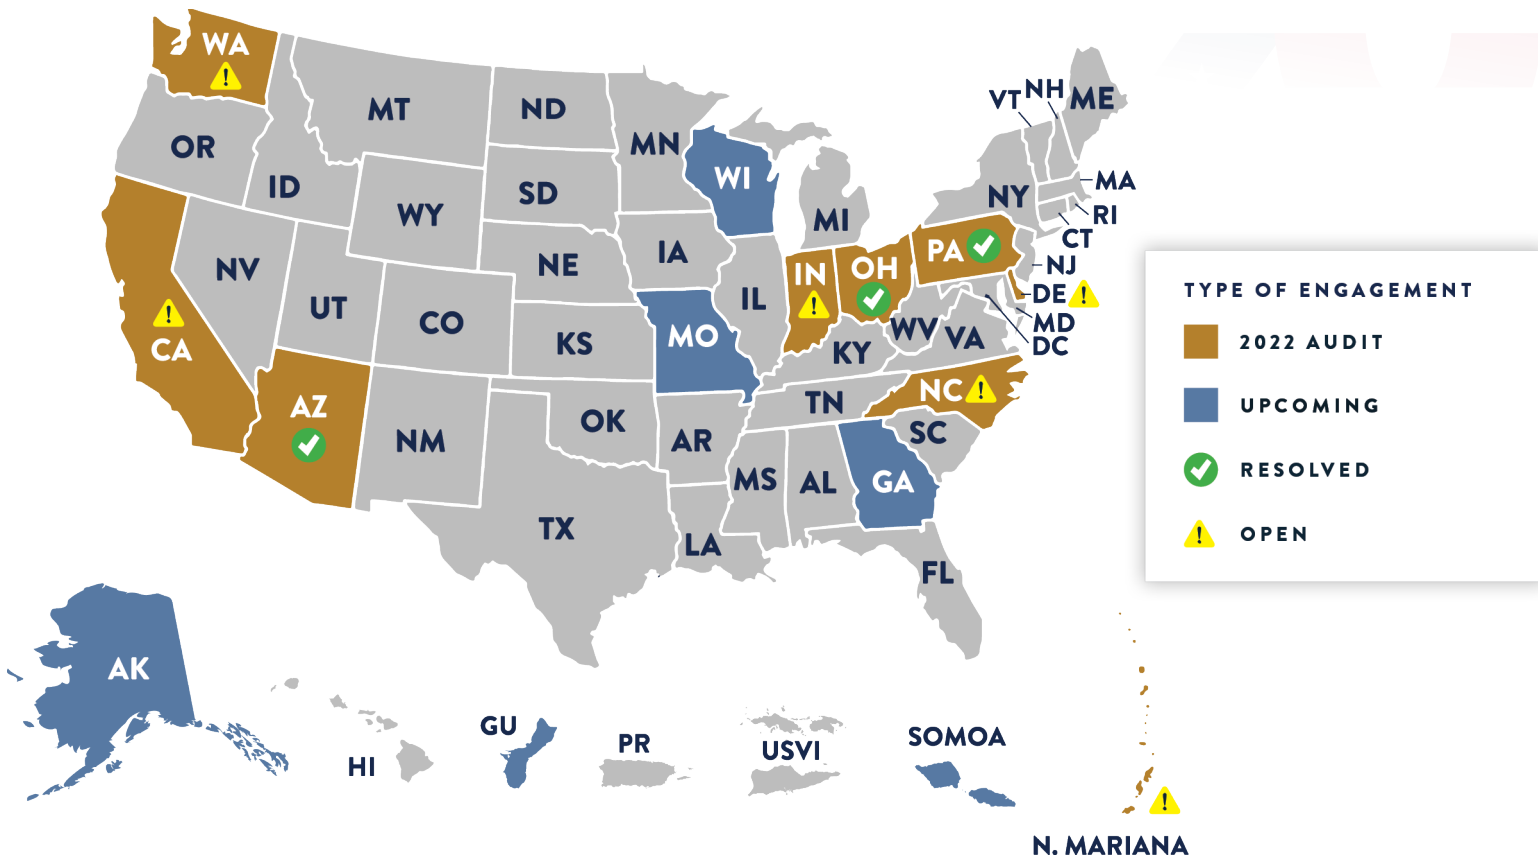 WA
MT
ND
MN
OR
ID
WY
SD
WI
MI
VT
NH
ME
NY
MA
RI
CT
NJ
PA
DE
MD
DC
NV
UT
CO
NE
IA
IL
IN
OH
WV
VA
KY
KS
MO
CA
AZ
NM
OK
AR
TN
NC
SC
MS
AL
GA
TX
LA
FL
AK
HI
GU
PR
USVI
SOMOA
N. MARIANA
TYPE OF ENGAGEMENT
2022 AUDIT
UPCOMING
RESOLVED
OPEN